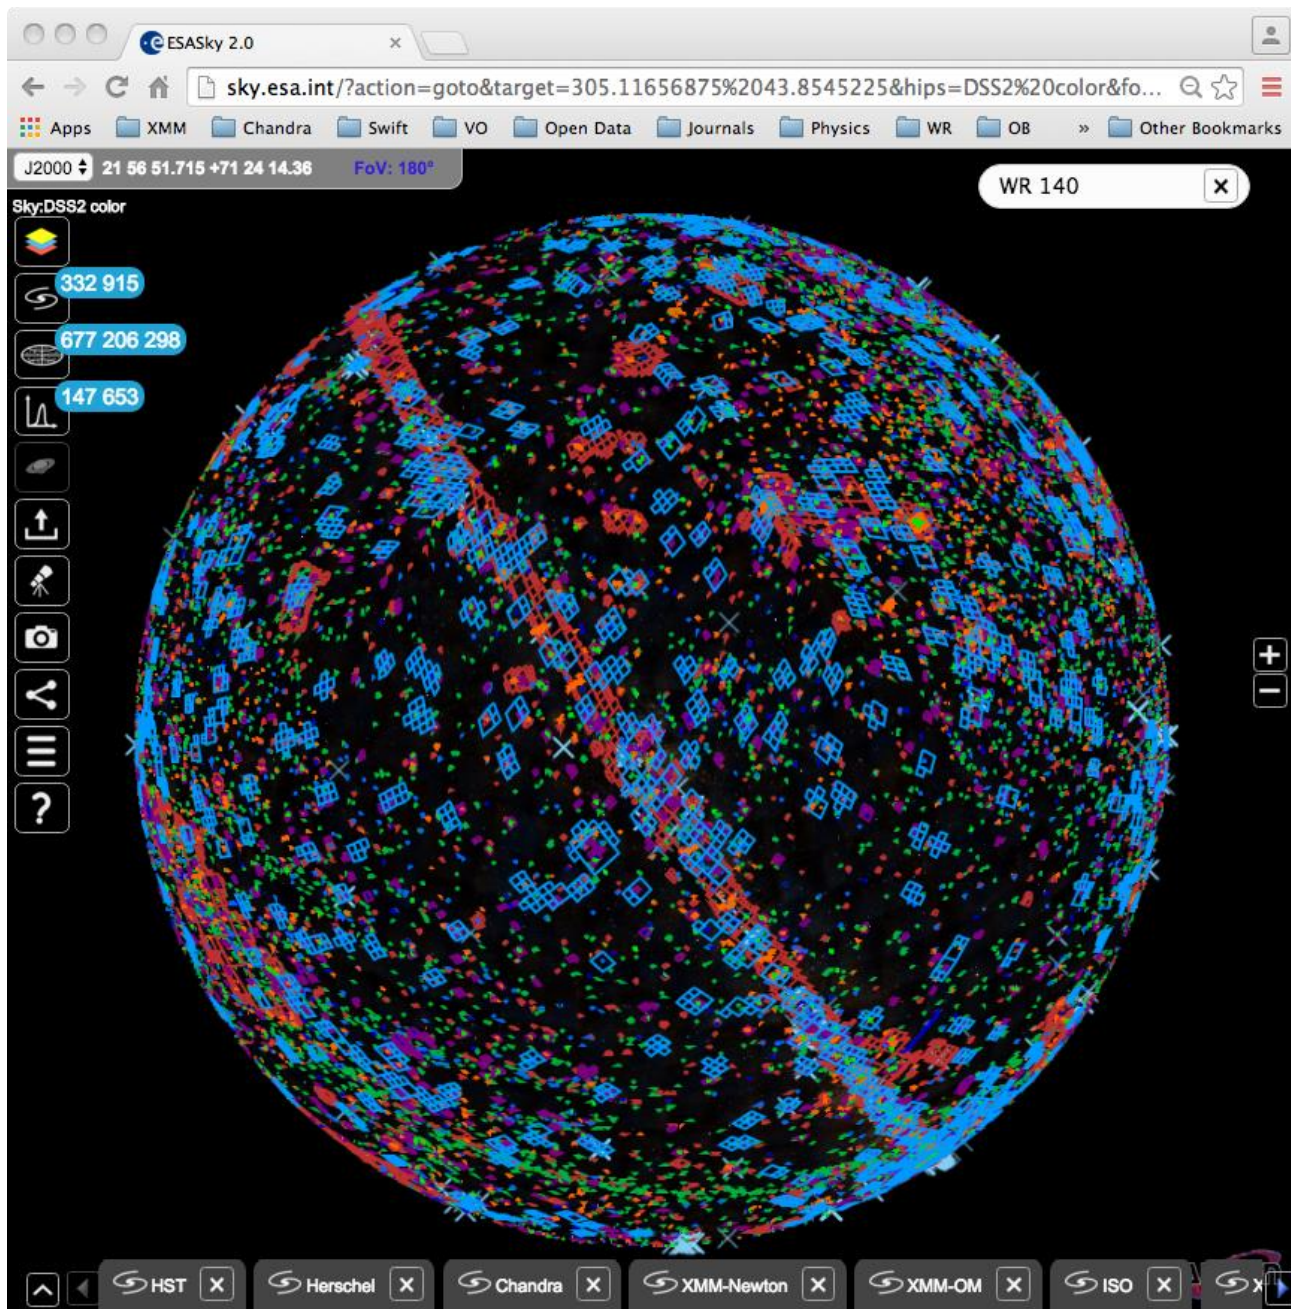 ESASky 2.0
sky.esa.int/?action=goto&target=305.11656875%2043.8545225&hips=DSS2%20color&fo...
Apps XMM Chandra Swift VO Open Data Journals Physics WR OB » Other Bookmarks
J2000 21 56 51.715 +71 24 14.36 FoV: 180°
WR 140
Sky:DSS2 color
332 915
677 206 298
147 653
?
HST Herschel Chandra XMM-Newton XMM-OM ISO